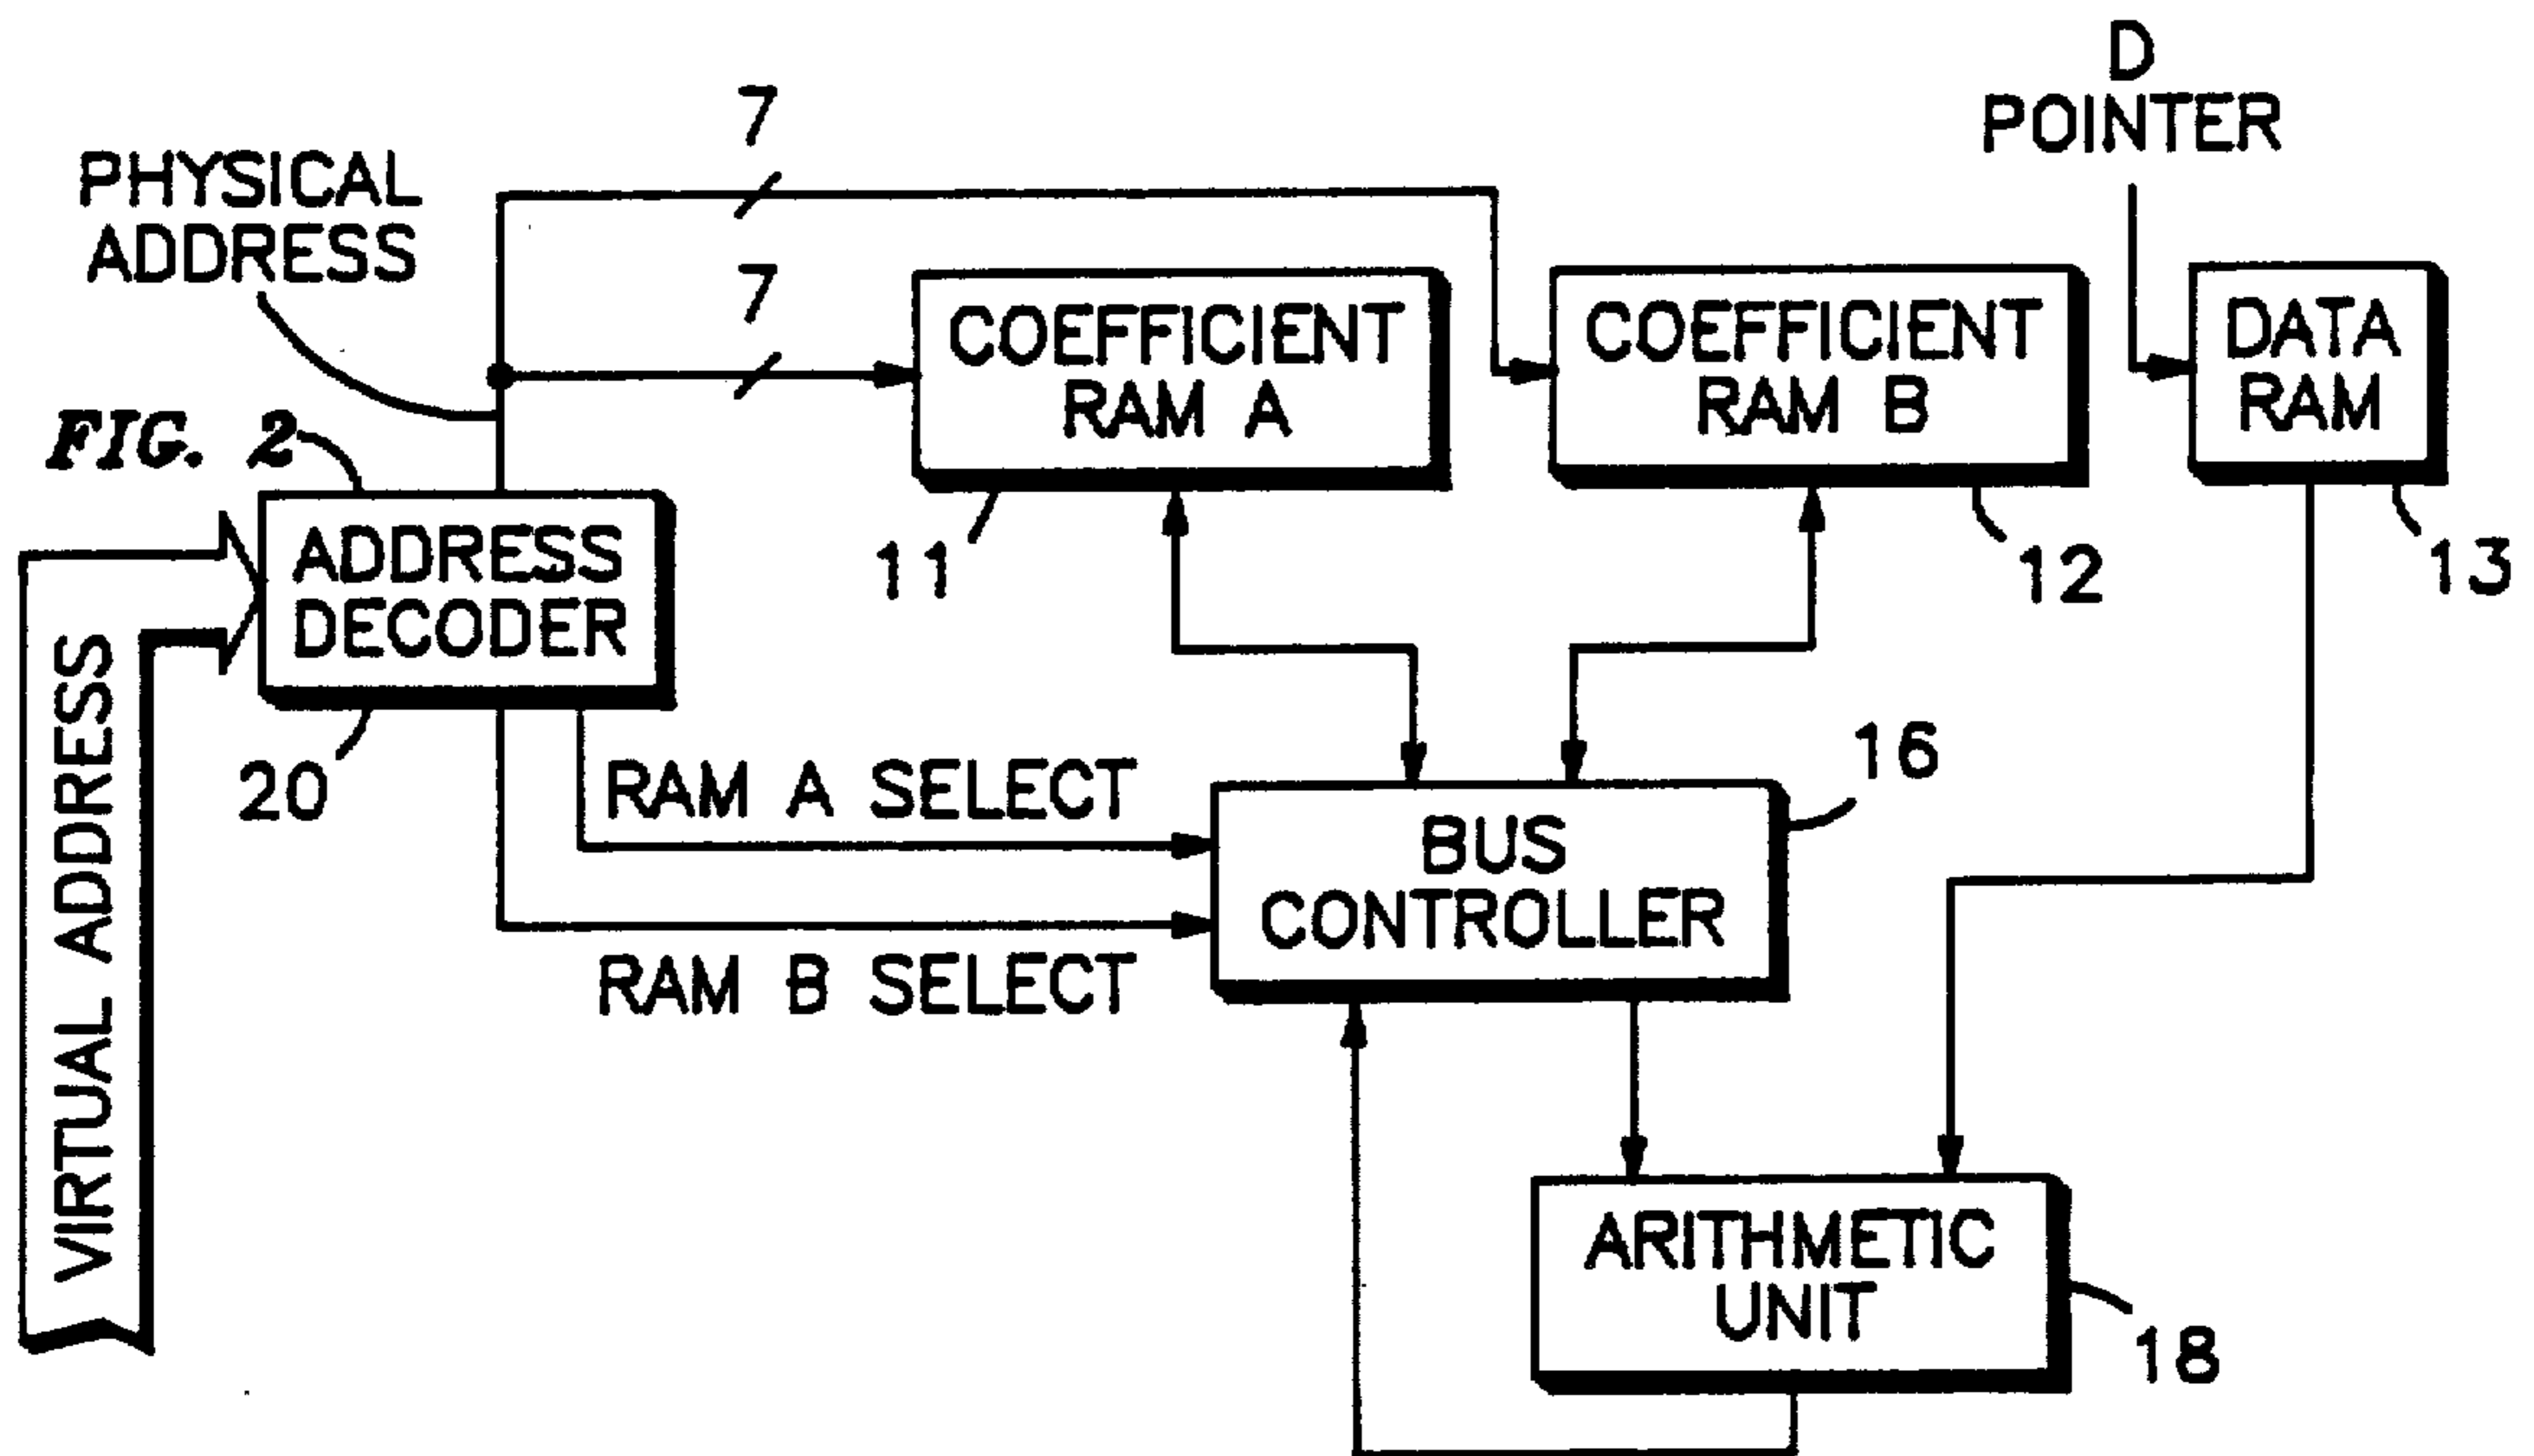 D
POINTER
7
PHYSICAL
ADDRESS
7
COEFFICIENT
RAM A
COEFFICIENT
RAM B
DATA
RAM
FIG. 2
ADDRESS
DECODER
11
12
13
20
VIRTUAL ADDRESS
RAM A SELECT
RAM B SELECT
16
BUS
CONTROLLER
ARITHMETIC
UNIT
18